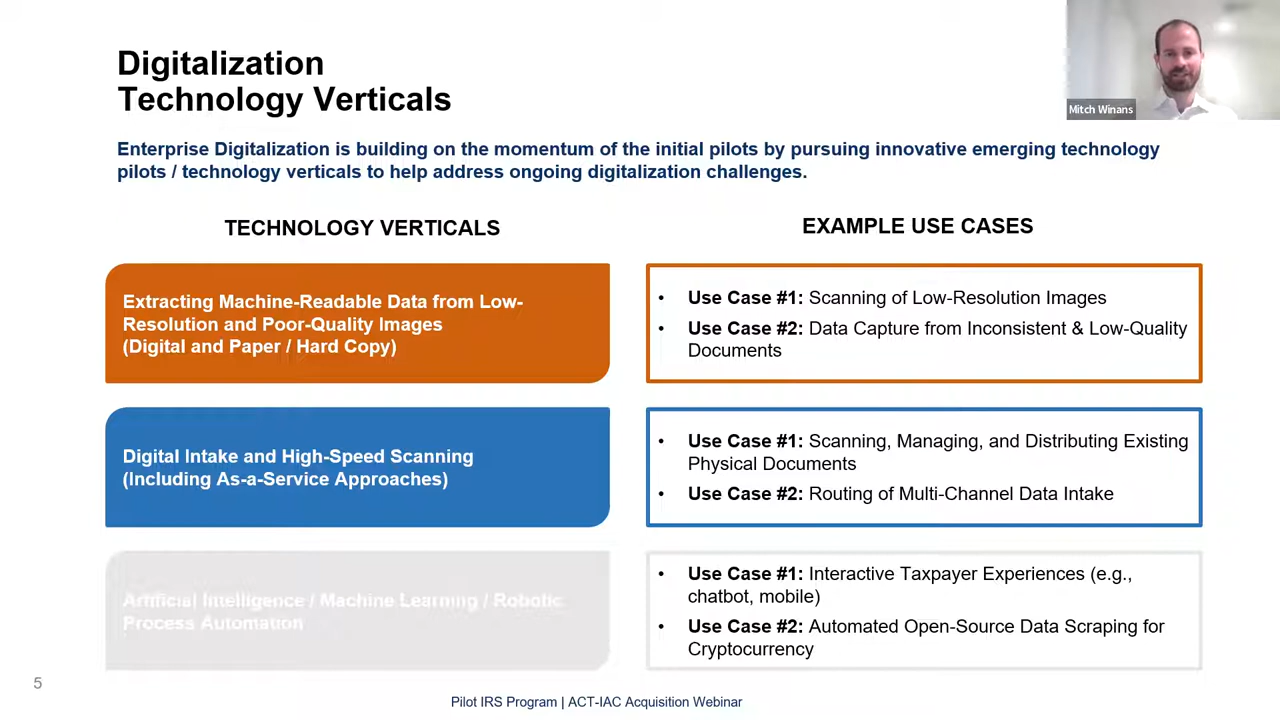 Digitalization
Technology Verticals
Mitch Winans
Enterprise Digitalization is building on the momentum of the initial pilots by pursuing innovative emerging technology
pilots / technology verticals to help address ongoing digitalization challenges.
TECHNOLOGY VERTICALS
EXAMPLE USE CASES
Extracting Machine-Readable Data from Low-
Resolution and Poor-Quality Images
(Digital and Paper / Hard Copy)
• Use Case #1: Scanning of Low-Resolution Images
• Use Case #2: Data Capture from Inconsistent & Low-Quality
Documents
Digital Intake and High-Speed Scanning
(Including As-a-Service Approaches)
• Use Case #1: Scanning, Managing, and Distributing Existing
Physical Documents
• Use Case #2: Routing of Multi-Channel Data Intake
Artificial Intelligence / Machine Learning / Robotic
Process Automation
• Use Case #1: Interactive Taxpayer Experiences (e.g.,
chatbot, mobile)
• Use Case #2: Automated Open-Source Data Scraping for
Cryptocurrency
5
Pilot IRS Program | ACT-IAC Acquisition Webinar